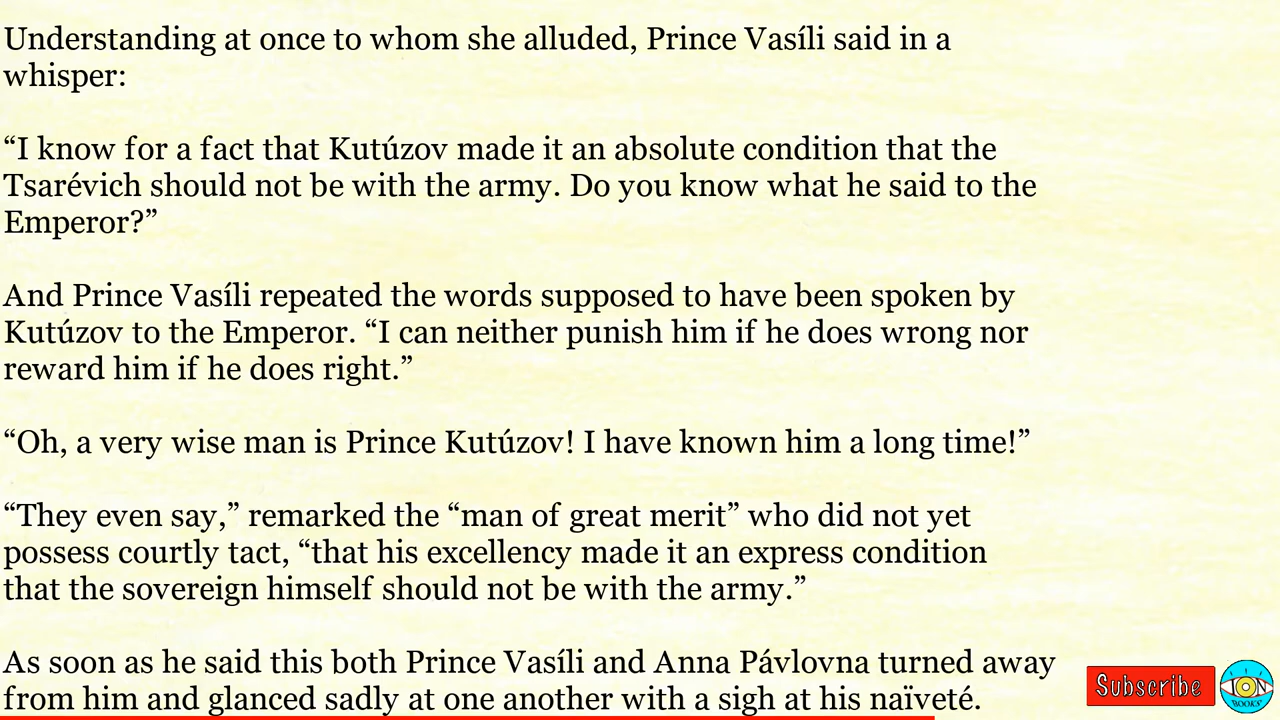 Understanding at once to whom she alluded, Prince Vasíli said in a
whisper:
“I know for a fact that Kutúzov made it an absolute condition that the
Tsarévich should not be with the army. Do you know what he said to the
Emperor?”
And Prince Vasíli repeated the words supposed to have been spoken by
Kutúzov to the Emperor. “I can neither punish him if he does wrong nor
reward him if he does right.”
“Oh, a very wise man is Prince Kutúzov! I have known him a long time!”
“They even say,” remarked the “man of great merit” who did not yet
possess courtly tact, “that his excellency made it an express condition
that the sovereign himself should not be with the army.”
As soon as he said this both Prince Vasíli and Anna Pávlovna turned away
from him and glanced sadly at one another with a sigh at his naïveté.
Subscribe
ION
BOOKS